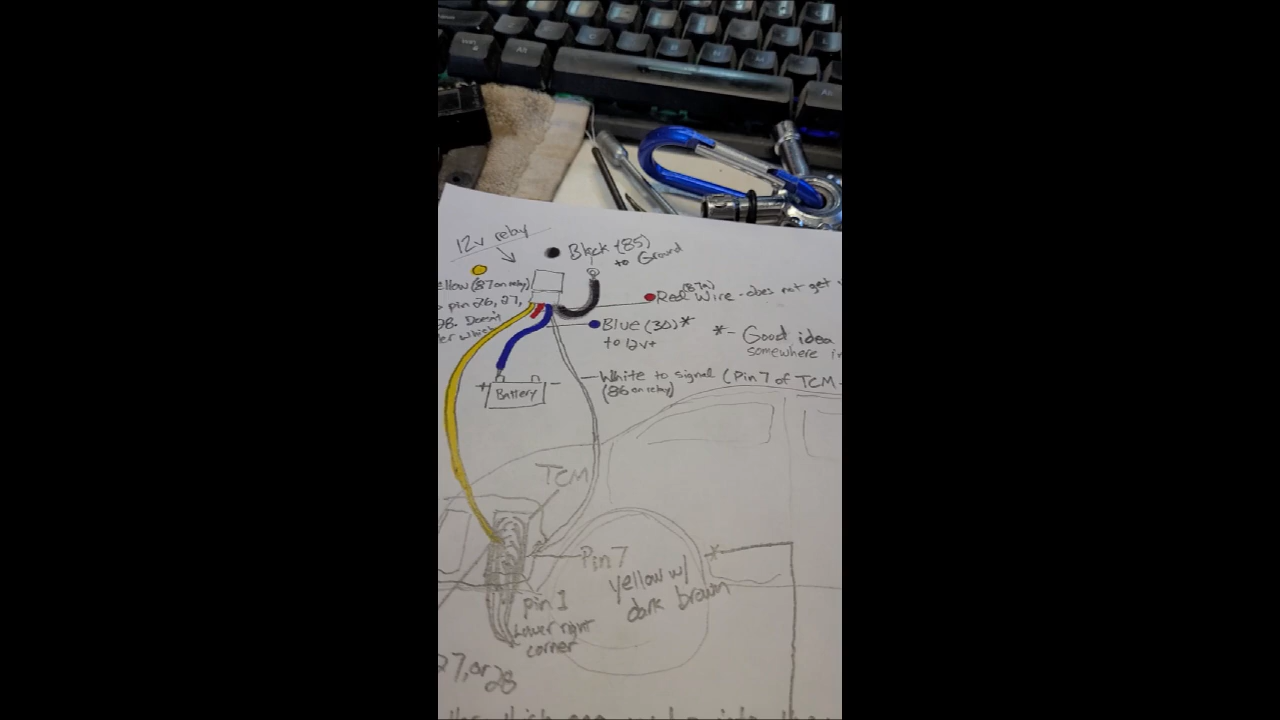 12v relay
Black (85)
to Ground
ellow (87 on relay)
pin 26, 27,
28. Doesn't
er which
Red (87a) Wire - does not get
Blue (30)*
to 12v+
*- Good idea
somewhere in
White to signal (Pin 7 of TCM
(86 on relay)
+ -
Battery
TCM
Pin 7
yellow w/
dark brown
*
pin 1
Lower right
corner
27, or
28